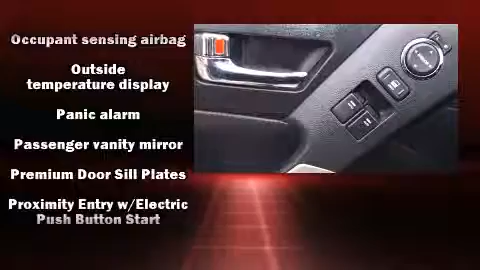 Occupant sensing airbag
Outside
temperature display
Panic alarm
Passenger vanity mirror
Premium Door Sill Plates
Proximity Entry w/Electric
Push Button Start